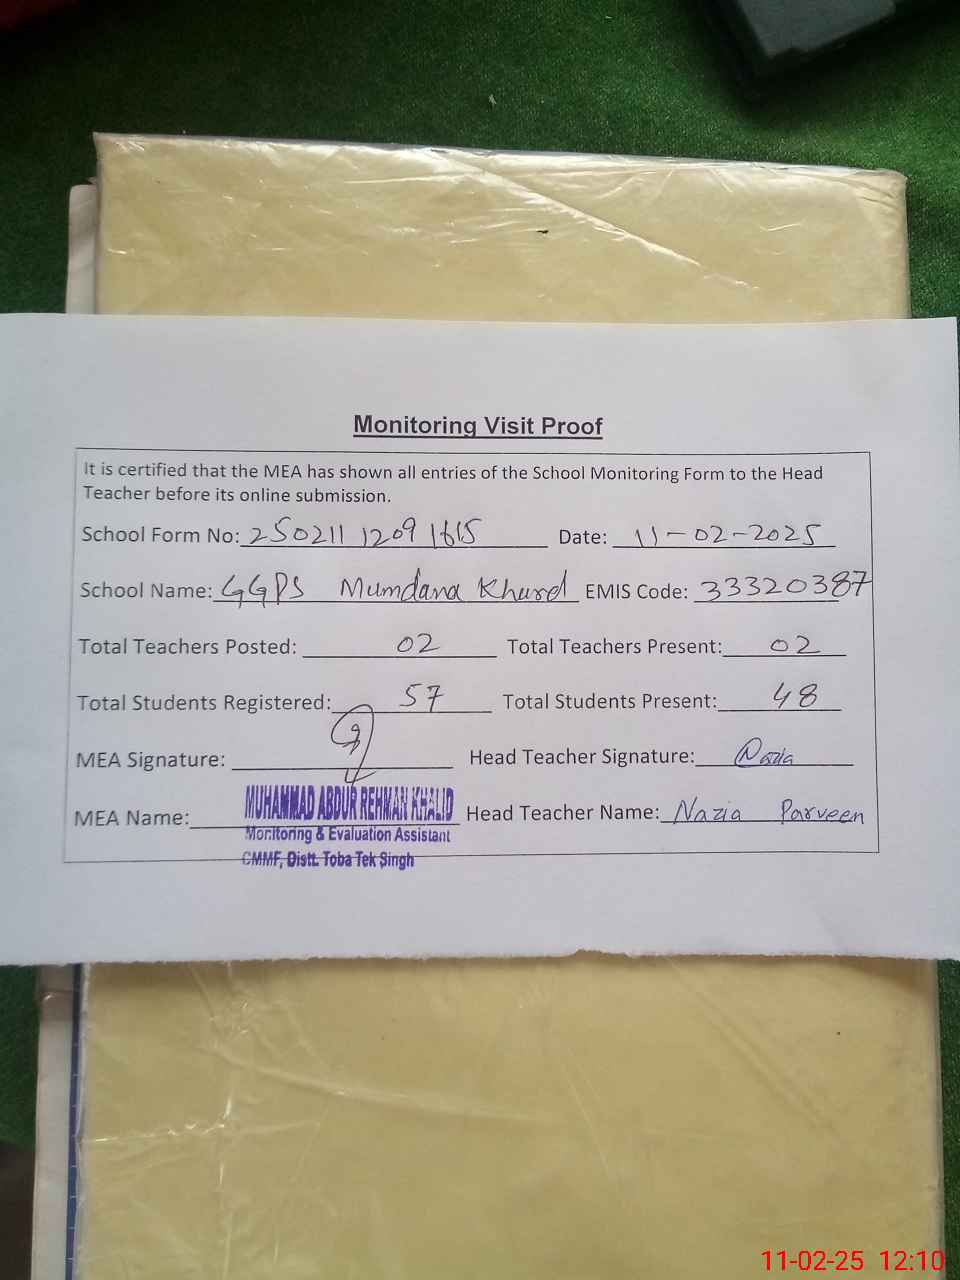 Monitoring Visit Proof
It is certified that the MEA has shown all entries of the School Monitoring Form to the Head
Teacher before its online submission.
School Form No: 250211 1209 1615 Date: 11-02-2025
School Name: GGPS Mumdana Khurd EMIS Code: 33320387
Total Teachers Posted: 02 Total Teachers Present: 02
Total Students Registered: 57 Total Students Present: 48
MEA Signature: Head Teacher Signature: Nazia
MEA Name: MUHAMMAD ABDUR REHMAN KHALID Head Teacher Name: Nazia Parveen
Monitoring & Evaluation Assistant
CMMF, Distt. Toba Tek Singh
11-02-25 12:10